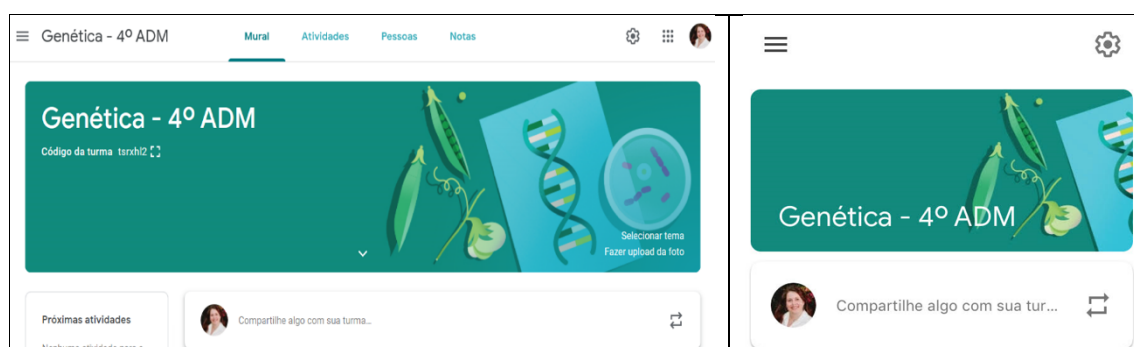 Genética - 4º ADM
Mural Atividades Pessoas Notas
Genética - 4º ADM
Código da turma tsrxhl2
Selecionar tema
Fazer upload da foto
Próximas atividades
Compartilhe algo com sua turma...
Genética - 4º ADM
Compartilhe algo com sua tur...